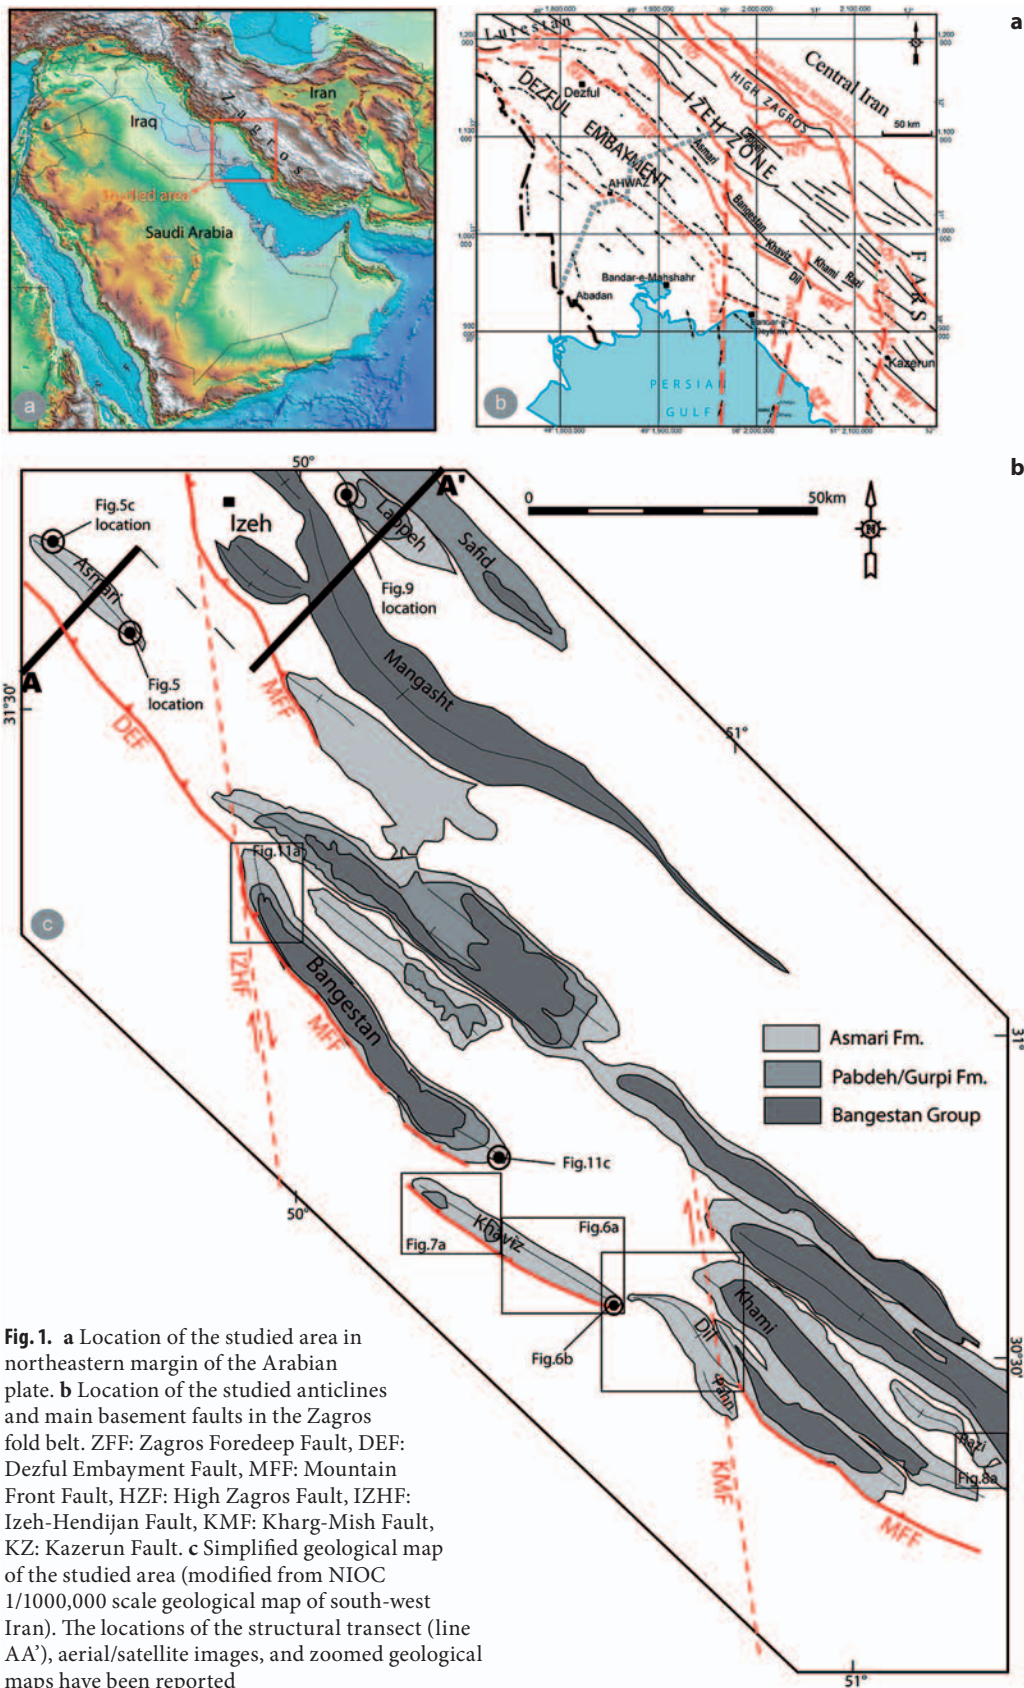 a
Iraq
Iran
Zagros
Studied area
Saudi Arabia
a
Lurestan
Central Iran
HIGH ZAGROS
50 km
DEZFUL
EMBAYMENT
Dezful
IZEH ZONE
Asmari
AHWAZ
Bangestan
Khaviz
Dil
Khami
Razi
FARS
Bandar-e-Mahshahr
Abadan
Kazerun
PERSIAN
GULF
b
b
50°
A'
0
50km
Fig.5c
location
Izeh
Lappeh
Safid
Asmari
Fig.9
location
N
A
Fig.5
location
Mangasht
31°30'
MFF
DEF
51°
Fig.11a
c
Bangestan
IZHF
MFF
31°
Asmari Fm.
Pabdeh/Gurpi Fm.
Bangestan Group
Fig.11c
50°
Khaviz
Fig.7a
Fig.6a
Khami
Dil
Fig.6b
30°30'
Pahn
Razi
Fig.8a
KMF
MFF
51°
Fig. 1. a Location of the studied area in
northeastern margin of the Arabian
plate. b Location of the studied anticlines
and main basement faults in the Zagros
fold belt. ZFF: Zagros Foredeep Fault, DEF:
Dezful Embayment Fault, MFF: Mountain
Front Fault, HZF: High Zagros Fault, IZHF:
Izeh-Hendijan Fault, KMF: Kharg-Mish Fault,
KZ: Kazerun Fault. c Simplified geological map
of the studied area (modified from NIOC
1/1000,000 scale geological map of south-west
Iran). The locations of the structural transect (line
AA’), aerial/satellite images, and zoomed geological
maps have been reported